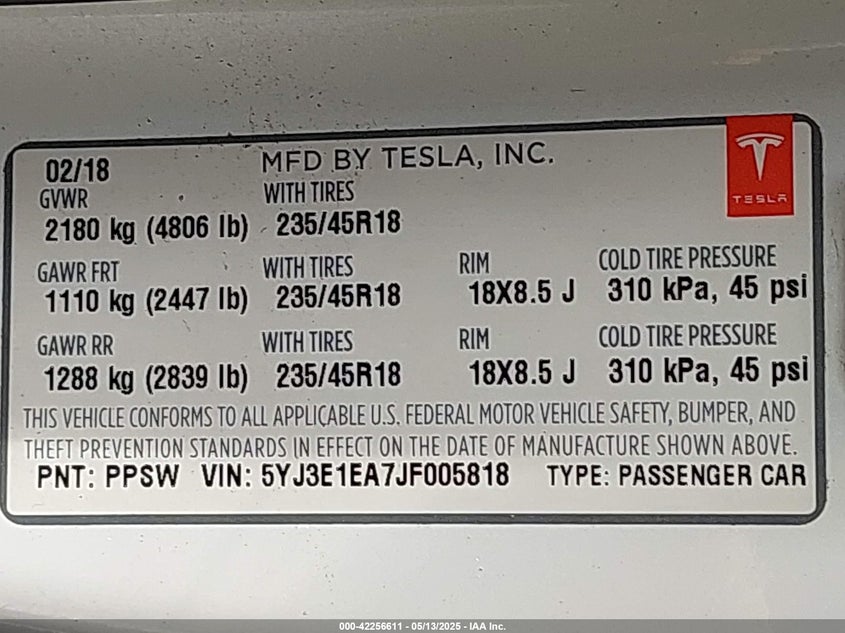 02/18 MFD BY TESLA, INC.
TESLA
GVWR WITH TIRES
2180 kg (4806 lb) 235/45R18
GAWR FRT WITH TIRES RIM COLD TIRE PRESSURE
1110 kg (2447 lb) 235/45R18 18X8.5 J 310 kPa, 45 psi
GAWR RR WITH TIRES RIM COLD TIRE PRESSURE
1288 kg (2839 lb) 235/45R18 18X8.5 J 310 kPa, 45 psi
THIS VEHICLE CONFORMS TO ALL APPLICABLE U.S. FEDERAL MOTOR VEHICLE SAFETY, BUMPER, AND
THEFT PREVENTION STANDARDS IN EFFECT ON THE DATE OF MANUFACTURE SHOWN ABOVE.
PNT: PPSW VIN: 5YJ3E1EA7JF005818 TYPE: PASSENGER CAR
000-42256611 - 05/13/2025 - IAA Inc.